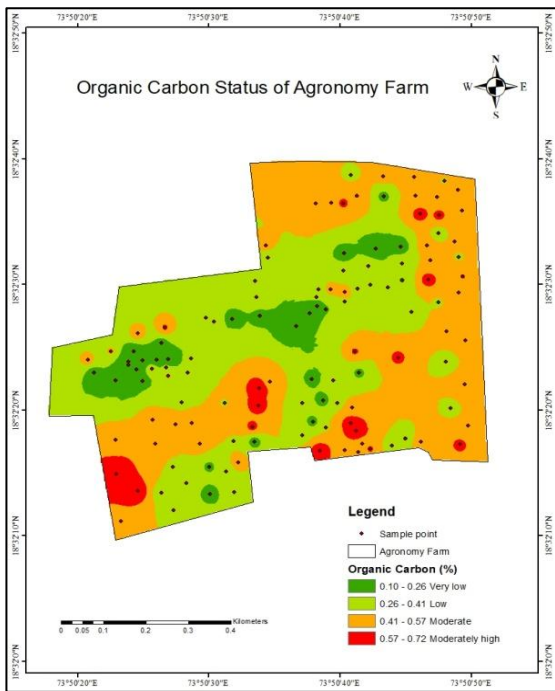 73°50'20"E 73°50'30"E 73°50'40"E 73°50'50"E
18°32'50"N 18°32'50"N
Organic Carbon Status of Agronomy Farm
N
W E
S
18°32'40"N 18°32'40"N
18°32'30"N 18°32'30"N
18°32'20"N 18°32'20"N
18°32'10"N 18°32'10"N
18°32'0"N 18°32'0"N
Legend
Sample point
Agronomy Farm
Organic Carbon (%)
0.10 - 0.26 Very low
0.26 - 0.41 Low
0.41 - 0.57 Moderate
0.57 - 0.72 Moderately high
Kilometers
0 0.05 0.1 0.2 0.3 0.4
73°50'20"E 73°50'30"E 73°50'40"E 73°50'50"E